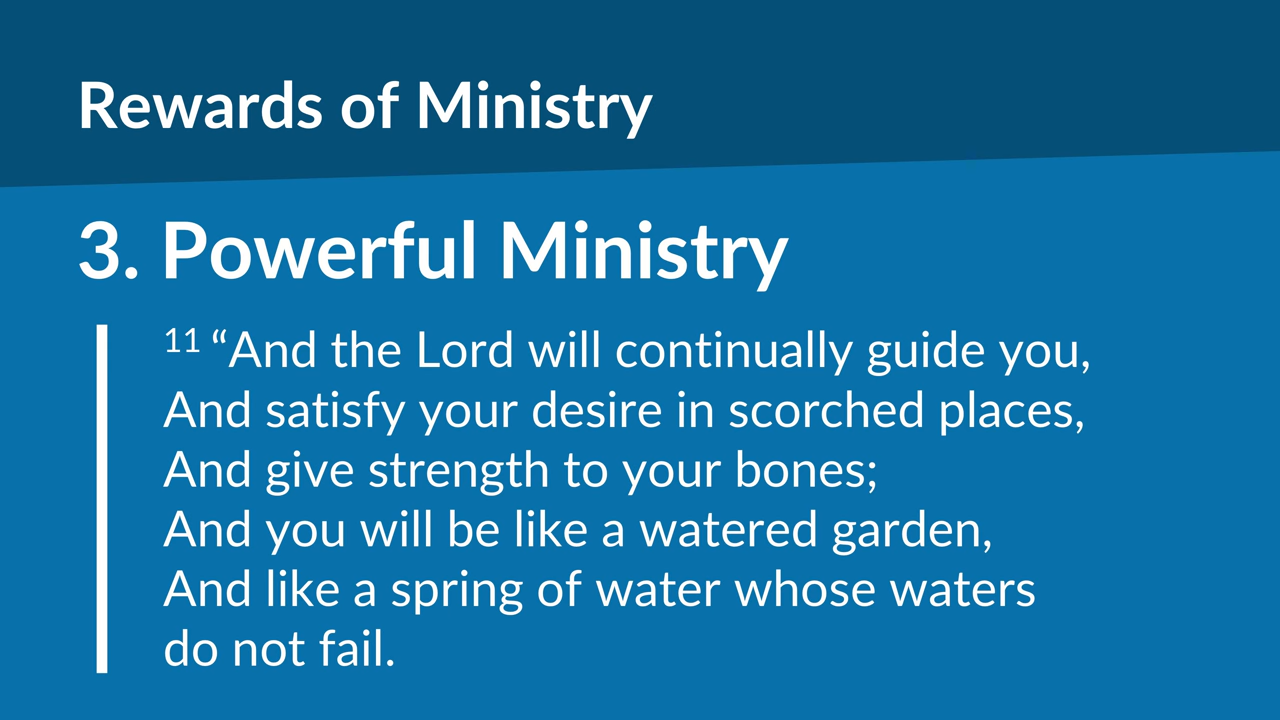 Rewards of Ministry
3. Powerful Ministry
11 “And the Lord will continually guide you,
And satisfy your desire in scorched places,
And give strength to your bones;
And you will be like a watered garden,
And like a spring of water whose waters
do not fail.